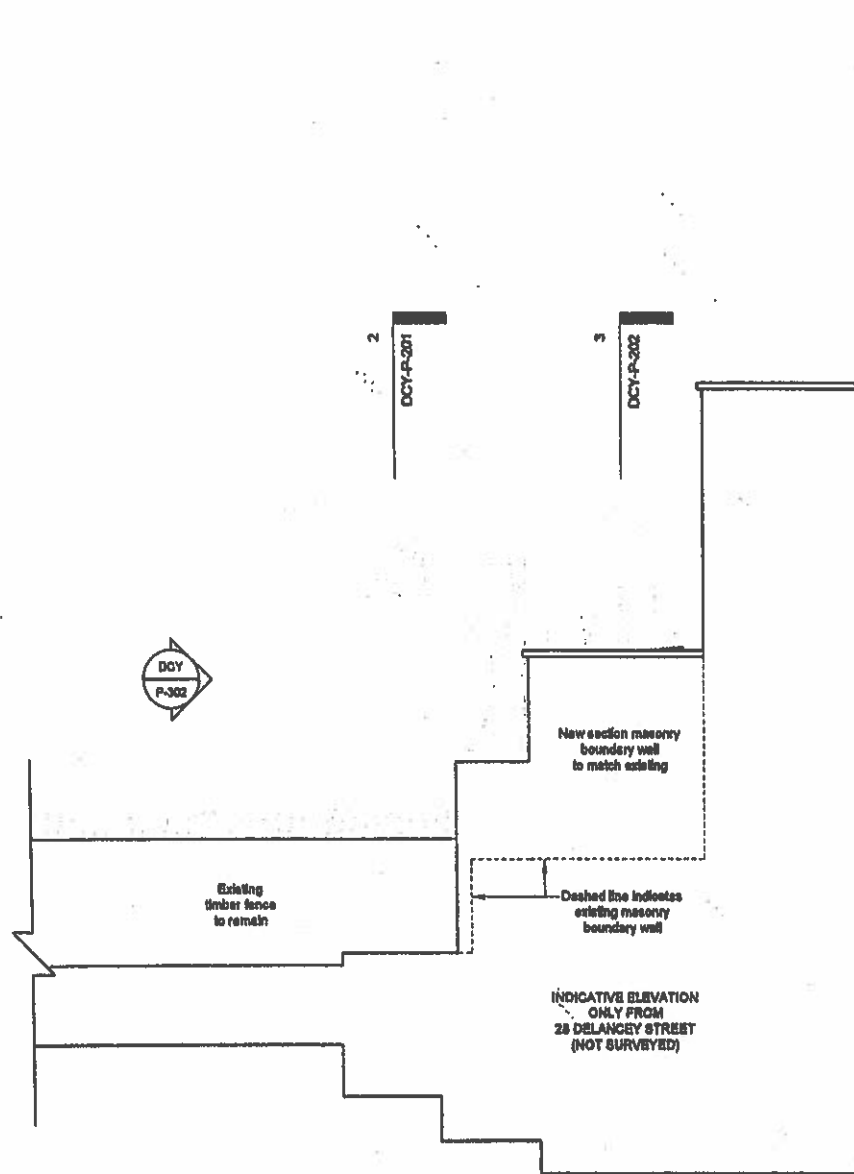 2
DCY-P-201
3
DCY-P-202
DCY
P-302
New section masonry
boundary wall
to match existing
Existing
timber fence
to remain
Dashed line indicates
existing masonry
boundary wall
INDICATIVE ELEVATION
ONLY FROM
28 DELANCEY STREET
(NOT SURVEYED)